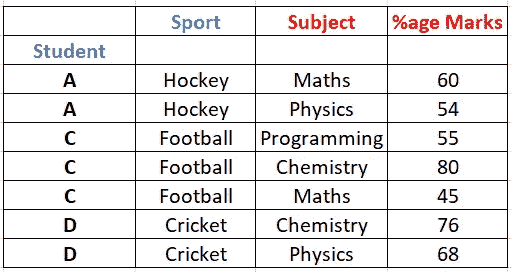 Sport Subject %age Marks
Student
A Hockey Maths 60
A Hockey Physics 54
C Football Programming 55
C Football Chemistry 80
C Football Maths 45
D Cricket Chemistry 76
D Cricket Physics 68